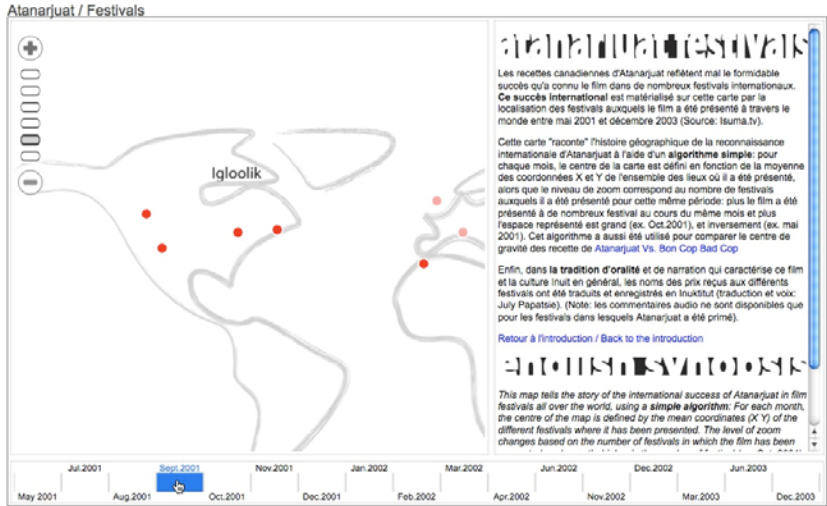 Atanarjuat / Festivals
Igloolik
atanarjuat festivals
Les recettes canadiennes d'Atanarjuat reflètent mal le formidable
succès qu'a connu le film dans de nombreux festivals internationaux.
Ce succès international est matérialisé sur cette carte par la
localisation des festivals auxquels le film a été présenté à travers le
monde entre mai 2001 et décembre 2003 (Source: Isuma.tv).
Cette carte "raconte" l'histoire géographique de la reconnaissance
internationale d'Atanarjuat à l'aide d'un algorithme simple: pour
chaque mois, le centre de la carte est défini en fonction de la moyenne
des coordonnées X et Y de l'ensemble des lieux où il a été présenté,
alors que le niveau de zoom correspond au nombre de festivals
auxquels il a été présenté pour cette même période: plus le film a été
présenté à de nombreux festival au cours du même mois et plus
l'espace représenté est grand (ex. Oct.2001), et inversement (ex. mai
2001). Cet algorithme a aussi été utilisé pour comparer le centre de
gravité des recette de Atanarjuat Vs. Bon Cop Bad Cop
Enfin, dans la tradition d'oralité et de narration qui caractérise ce film
et la culture Inuit en général, les noms des prix reçus aux différents
festivals ont été traduits et enregistrés en Inuktitut (traduction et voix:
July Papatsie). (Note: les commentaires audio ne sont disponibles que
pour les festivals dans lesquels Atanarjuat a été primé).
Retour à l'introduction / Back to the introduction
english synopsis
This map tells the story of the international success of Atanarjuat in film
festivals all over the world, using a simple algorithm: For each month,
the centre of the map is defined by the mean coordinates (X Y) of the
different festivals where it has been presented. The level of zoom
changes based on the number of festivals in which the film has been
Jul.2001 Sept.2001 Nov.2001 Jan.2002 Mar.2002 Jun.2002 Dec.2002 Jun.2003
May 2001 Aug.2001 Oct.2001 Dec.2001 Feb.2002 Apr.2002 Nov.2002 Mar.2003 Dec.2003